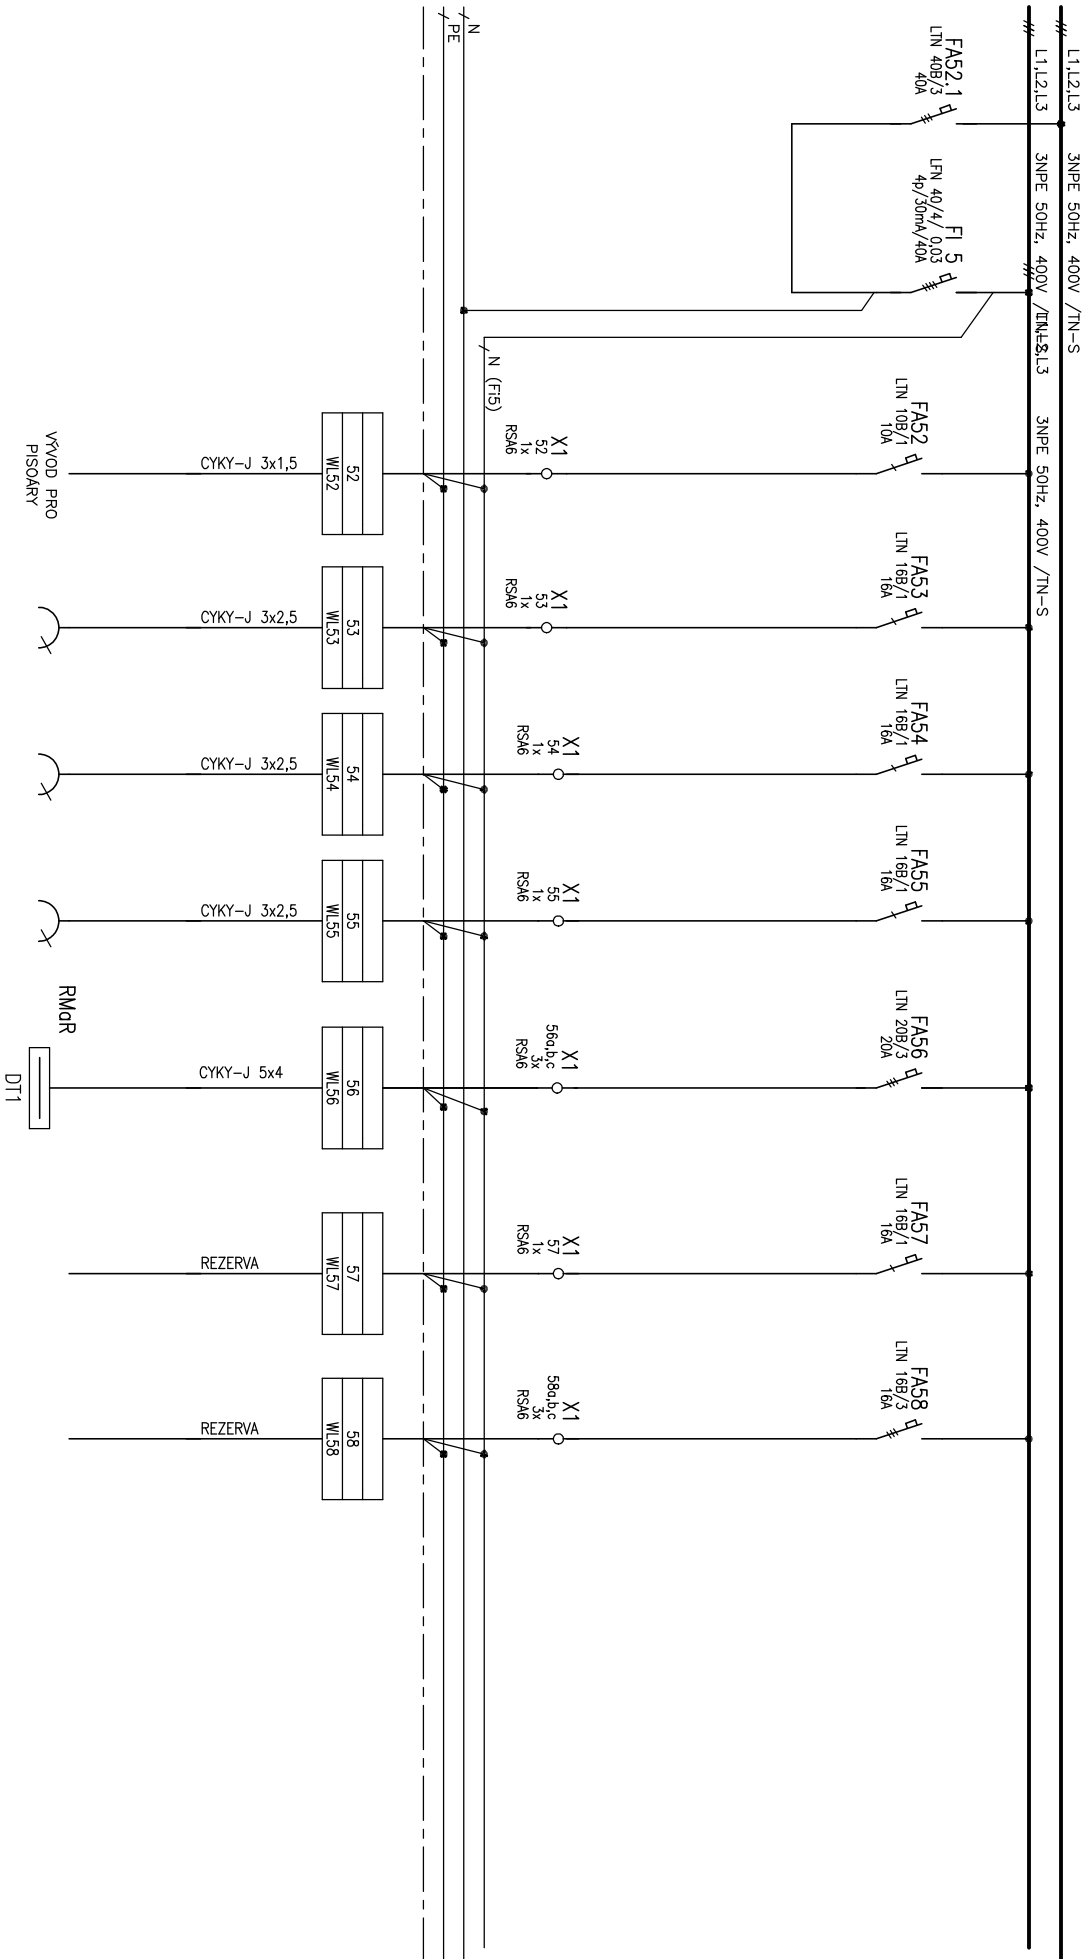 L1,L2,L3 3NPE 50Hz, 400V /TN-S
L1,L2,L3 3NPE 50Hz, 400V /TN-S
L1,L2,L3 3NPE 50Hz, 400V /TN-S
FA52.1
LTN 40B/3
40A
FI 5
LFN 40/4/ 0,03
4p/30mA/40A
FA52
LTN 10B/1
10A
FA53
LTN 16B/1
16A
FA54
LTN 16B/1
16A
FA55
LTN 16B/1
16A
FA56
LTN 20B/3
20A
FA57
LTN 16B/1
16A
FA58
LTN 16B/3
16A
X1
52
1x
RSA6
X1
53
1x
RSA6
X1
54
1x
RSA6
X1
55
1x
RSA6
X1
56a,b,c
3x
RSA6
X1
57
1x
RSA6
X1
58a,b,c
3x
RSA6
N
PE
N (Fi5)
52
WL52
53
WL53
54
WL54
55
WL55
56
WL56
57
WL57
58
WL58
CYKY-J 3x1,5
CYKY-J 3x2,5
CYKY-J 3x2,5
CYKY-J 3x2,5
CYKY-J 5x4
REZERVA
REZERVA
VÝVOD PRO
PISOÁRY
RMaR
DT1